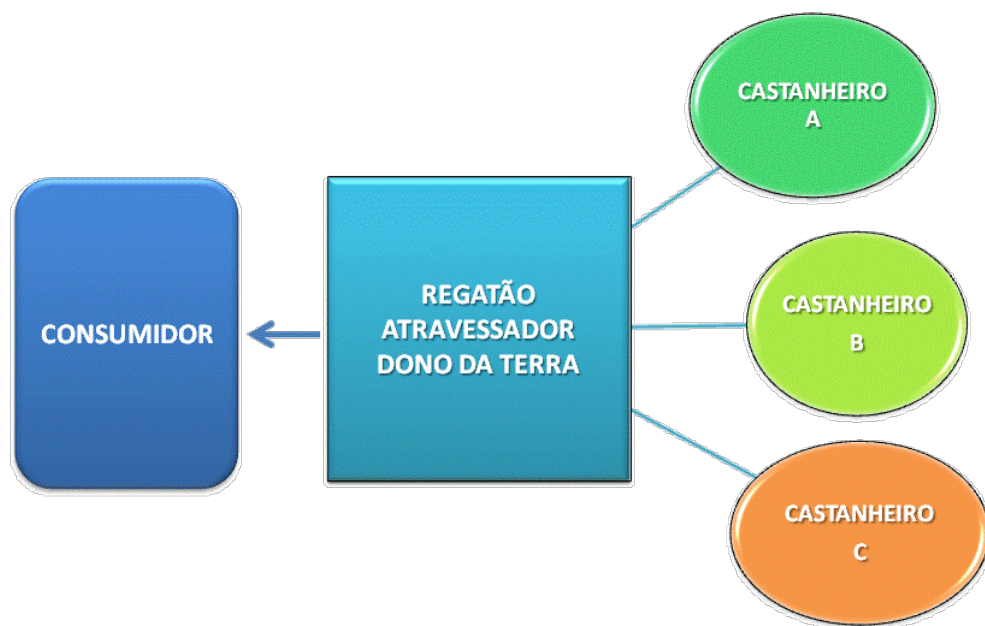 CONSUMIDOR
REGATÃO
ATRAVESSADOR
DONO DA TERRA
CASTANHEIRO
A
CASTANHEIRO
B
CASTANHEIRO
C